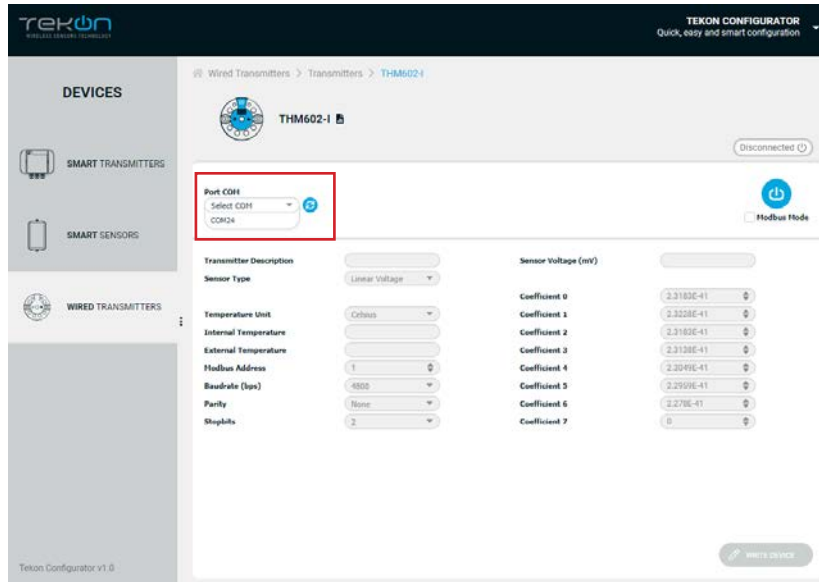 TEKON
WIRELESS SENSORS TECHNOLOGY
TEKON CONFIGURATOR
Quick, easy and smart configuration
DEVICES
SMART TRANSMITTERS
SMART SENSORS
WIRED TRANSMITTERS
Tekon Configurator v1.0
Wired Transmitters > Transmitters > THM602-I
THM602-I
Disconnected
Port COM
Select COM
COM24
Modbus Mode
Transmitter Description
Sensor Type Linear Voltage
Temperature Unit Celsius
Internal Temperature
External Temperature
Modbus Address 1
Baudrate (bps) 4800
Parity None
Stopbits 2
Sensor Voltage (mV)
Coefficient 0 2.3183E-41
Coefficient 1 2.3228E-41
Coefficient 2 2.3183E-41
Coefficient 3 2.3138E-41
Coefficient 4 2.3049E-41
Coefficient 5 2.2959E-41
Coefficient 6 2.278E-41
Coefficient 7 0
WRITE DEVICE